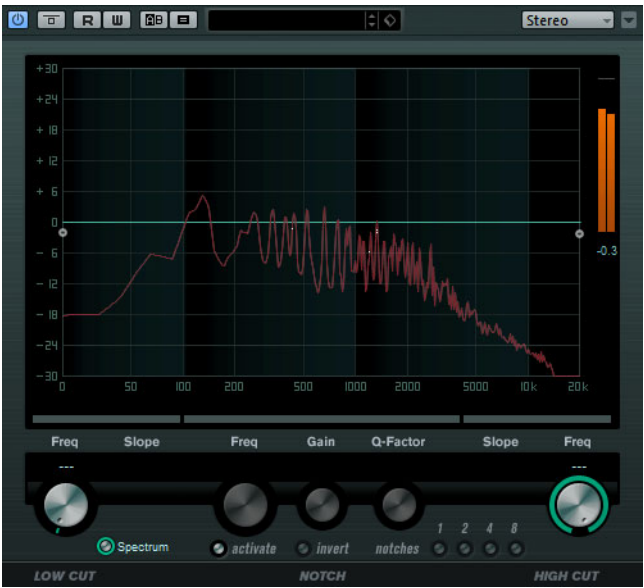 R W AB Stereo
+30
+24
+18
+12
+6
0
-6
-12
-18
-24
-30
0 50 100 200 500 1000 2000 5000 10k 20k
-0.3
Freq Slope Freq Gain Q-Factor Slope Freq
--- ---
1 2 4 8
Spectrum activate invert notches
LOW CUT NOTCH HIGH CUT